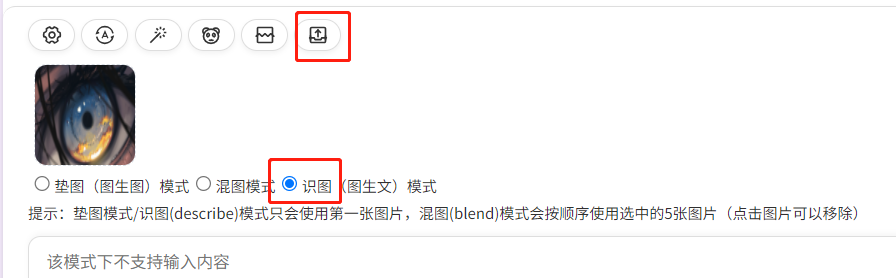 垫图（图生图）模式 混图模式 识图（图生文）模式
提示：垫图模式/识图(describe)模式只会使用第一张图片，混图(blend)模式会按顺序使用选中的5张图片（点击图片可以移除）
该模式下不支持输入内容